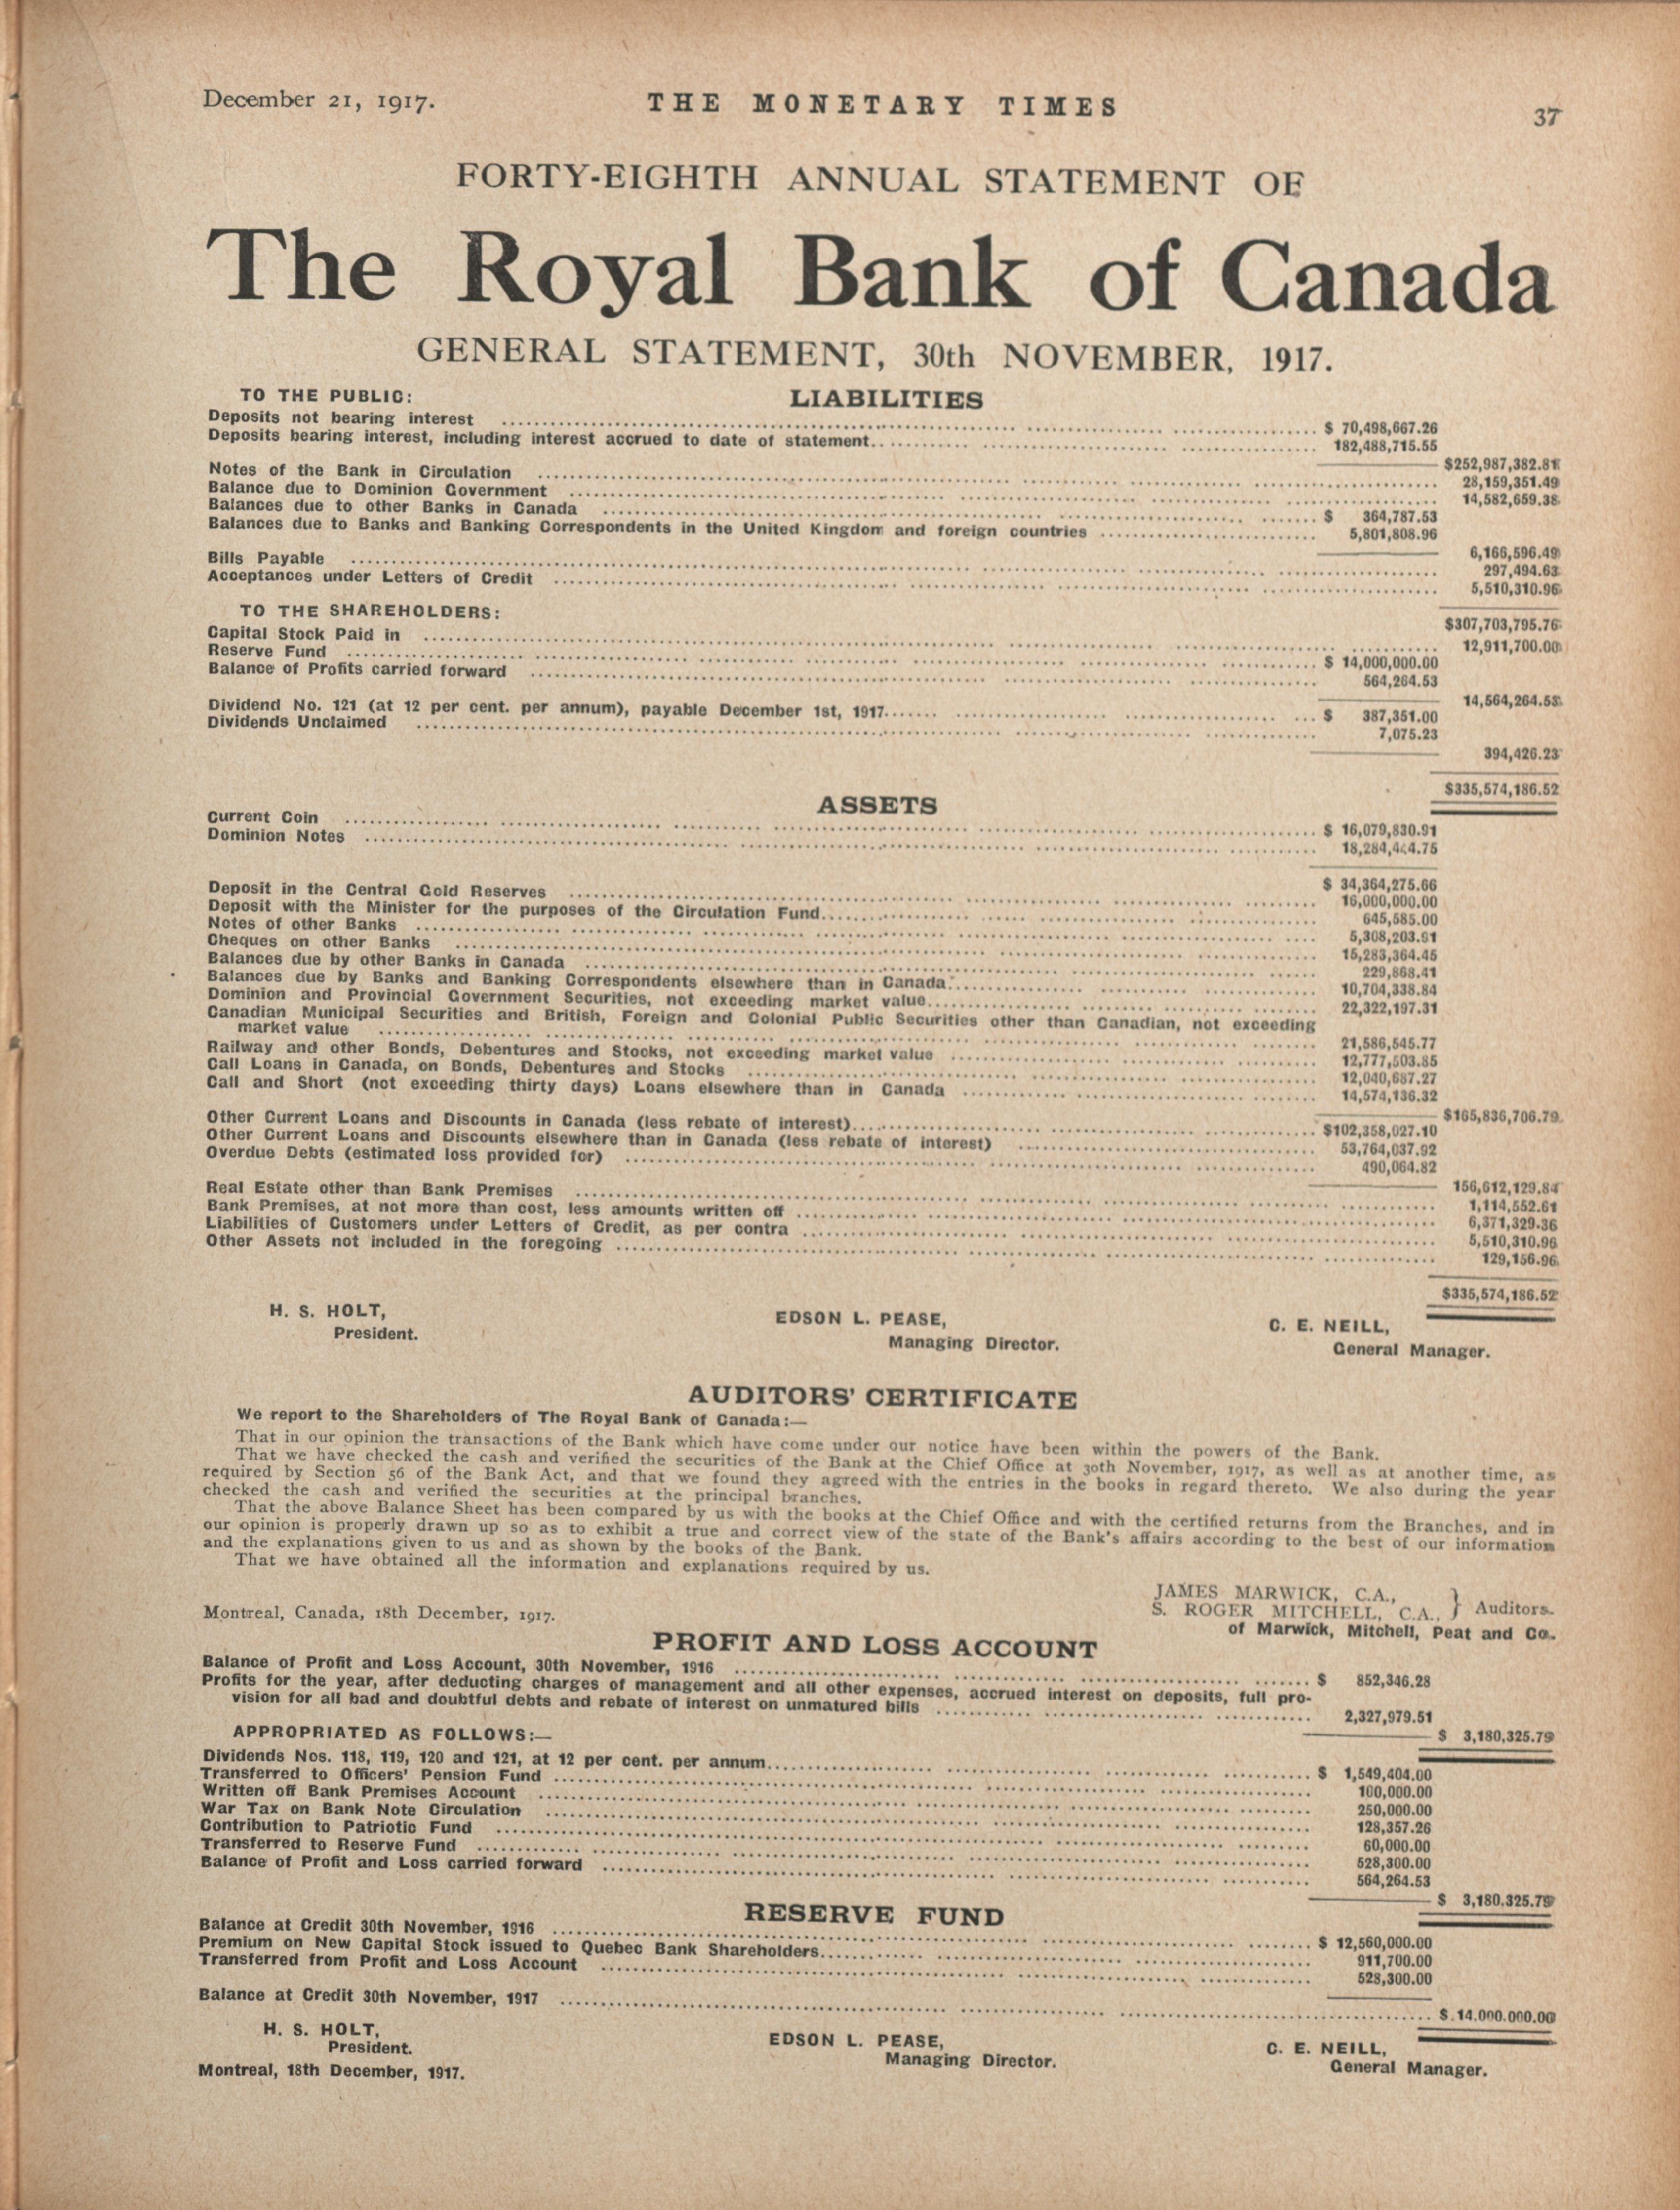 December 21, 1917.
THE MONETARY TIMES
37
FORTY-EIGHTH ANNUAL STATEMENT OF
The Royal Bank of Canada
GENERAL STATEMENT, 30th NOVEMBER, 1917.
LIABILITIES
TO THE PUBLIC:
Deposits not bearing interest $ 70,498,667.26
Deposits bearing interest, including interest accrued to date of statement 182,488,715.55
$252,987,382.81
Notes of the Bank in Circulation 28,159,351.49
Balance due to Dominion Government 14,582,659.38
Balances due to other Banks in Canada $ 364,787.53
Balances due to Banks and Banking Correspondents in the United Kingdom and foreign countries 5,801,808.96
6,166,596.49
Bills Payable 297,494.63
Acceptances under Letters of Credit 5,510,310.96
$307,703,795.76
TO THE SHAREHOLDERS:
Capital Stock Paid in 12,911,700.00
Reserve Fund $ 14,000,000.00
Balance of Profits carried forward 564,264.53
14,564,264.53
Dividend No. 121 (at 12 per cent. per annum), payable December 1st, 1917 $ 387,351.00
Dividends Unclaimed 7,075.23
394,426.23
$335,574,186.52
ASSETS
Current Coin $ 16,079,830.91
Dominion Notes 18,284,444.75
$ 34,364,275.66
Deposit in the Central Gold Reserves 16,000,000.00
Deposit with the Minister for the purposes of the Circulation Fund 645,585.00
Notes of other Banks 5,308,203.91
Cheques on other Banks 15,283,364.45
Balances due by other Banks in Canada 229,868.41
Balances due by Banks and Banking Correspondents elsewhere than in Canada 10,704,338.84
Dominion and Provincial Government Securities, not exceeding market value 22,322,197.31
Canadian Municipal Securities and British, Foreign and Colonial Public Securities other than Canadian, not exceeding
market value 21,586,545.77
Railway and other Bonds, Debentures and Stocks, not exceeding market value 12,777,503.85
Call Loans in Canada, on Bonds, Debentures and Stocks 12,040,687.27
Call and Short (not exceeding thirty days) Loans elsewhere than in Canada 14,574,136.32
$165,836,706.79
Other Current Loans and Discounts in Canada (less rebate of interest) $102,358,027.10
Other Current Loans and Discounts elsewhere than in Canada (less rebate of interest) 53,764,037.92
Overdue Debts (estimated loss provided for) 490,064.82
156,612,129.84
Real Estate other than Bank Premises 1,114,552.61
Bank Premises, at not more than cost, less amounts written off 6,371,329.36
Liabilities of Customers under Letters of Credit, as per contra 5,510,310.96
Other Assets not included in the foregoing 129,156.96
$335,574,186.52
H. S. HOLT,
President.
EDSON L. PEASE,
Managing Director.
C. E. NEILL,
General Manager.
AUDITORS' CERTIFICATE
We report to the Shareholders of The Royal Bank of Canada:—
That in our opinion the transactions of the Bank which have come under our notice have been within the powers of the Bank.
That we have checked the cash and verified the securities of the Bank at the Chief Office at 30th November, 1917, as well as at another time, as
required by Section 56 of the Bank Act, and that we found they agreed with the entries in the books in regard thereto. We also during the year
checked the cash and verified the securities at the principal branches.
That the above Balance Sheet has been compared by us with the books at the Chief Office and with the certified returns from the Branches, and in
our opinion is properly drawn up so as to exhibit a true and correct view of the state of the Bank's affairs according to the best of our information
and the explanations given to us and as shown by the books of the Bank.
That we have obtained all the information and explanations required by us.
JAMES MARWICK, C.A.,
S. ROGER MITCHELL, C.A., } Auditors.
of Marwick, Mitchell, Peat and Co.
Montreal, Canada, 18th December, 1917.
PROFIT AND LOSS ACCOUNT
Balance of Profit and Loss Account, 30th November, 1916 $ 852,346.28
Profits for the year, after deducting charges of management and all other expenses, accrued interest on deposits, full pro-
vision for all bad and doubtful debts and rebate of interest on unmatured bills 2,327,979.51
$ 3,180,325.79
APPROPRIATED AS FOLLOWS:—
Dividends Nos. 118, 119, 120 and 121, at 12 per cent. per annum $ 1,549,404.00
Transferred to Officers' Pension Fund 100,000.00
Written off Bank Premises Account 250,000.00
War Tax on Bank Note Circulation 128,357.26
Contribution to Patriotic Fund 60,000.00
Transferred to Reserve Fund 528,300.00
Balance of Profit and Loss carried forward 564,264.53
$ 3,180.325.79
RESERVE FUND
Balance at Credit 30th November, 1916 $ 12,560,000.00
Premium on New Capital Stock issued to Quebec Bank Shareholders 911,700.00
Transferred from Profit and Loss Account 528,300.00
Balance at Credit 30th November, 1917 $ 14.000.000.00
H. S. HOLT,
President.
EDSON L. PEASE,
Managing Director.
C. E. NEILL,
General Manager.
Montreal, 18th December, 1917.